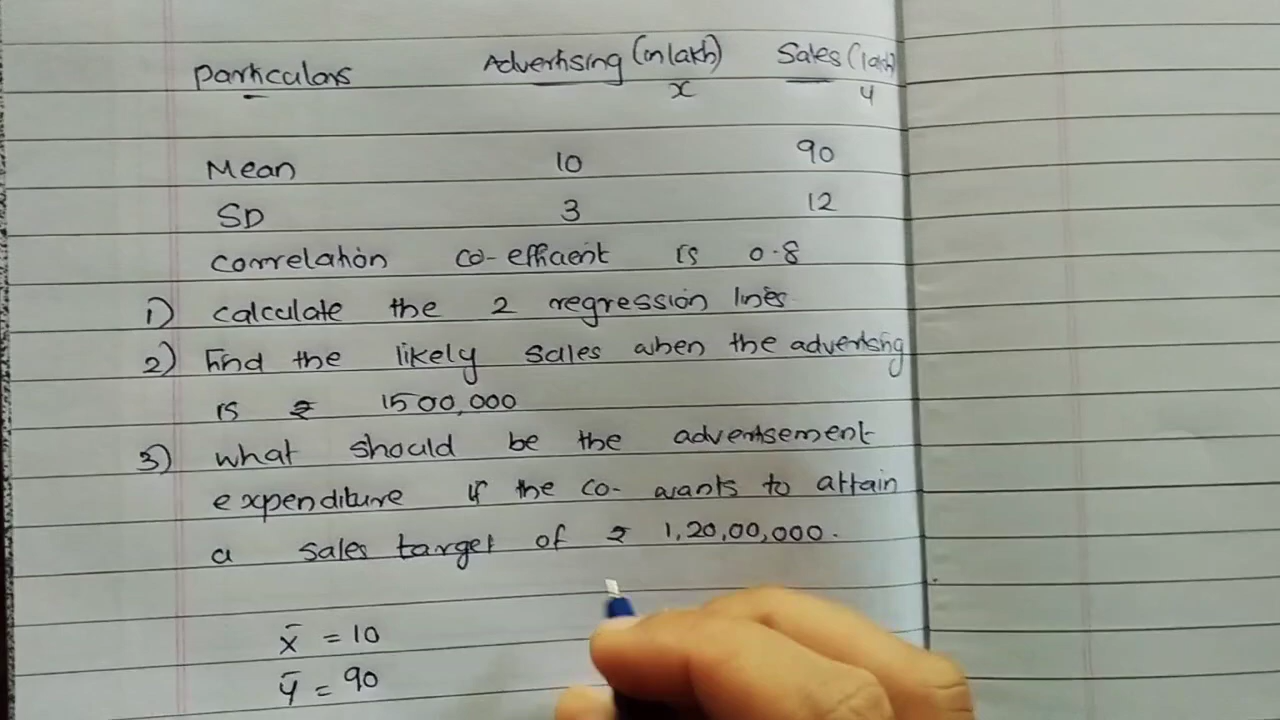 Particulars Advertising (in lakh) Sales (lakh)
x y
Mean 10 90
SD 3 12
correlation co-efficient is 0.8
1) calculate the 2 regression lines
2) Find the likely sales when the advertising
is ₹ 1500,000
3) what should be the advertisement
expenditure if the co- wants to attain
a sales target of ₹ 1,20,00,000.
x̄ = 10
ȳ = 90